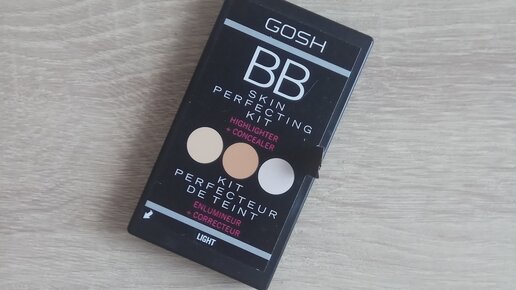 GOSH
BB
SKIN
PERFECTING
KIT
HIGHLIGHTER
+ CONCEALER
KIT
PERFECTEUR
DE TEINT
ENLUMINEUR
+ CORRECTEUR
LIGHT